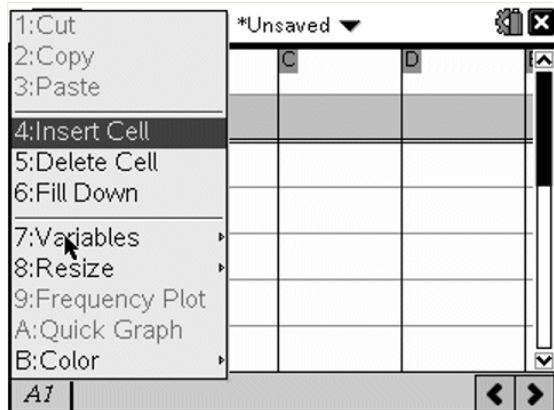 1:Cut
*Unsaved
2:Copy
C D
3:Paste
4:Insert Cell
5:Delete Cell
6:Fill Down
7:Variables
8:Resize
9:Frequency Plot
A:Quick Graph
B:Color
A1